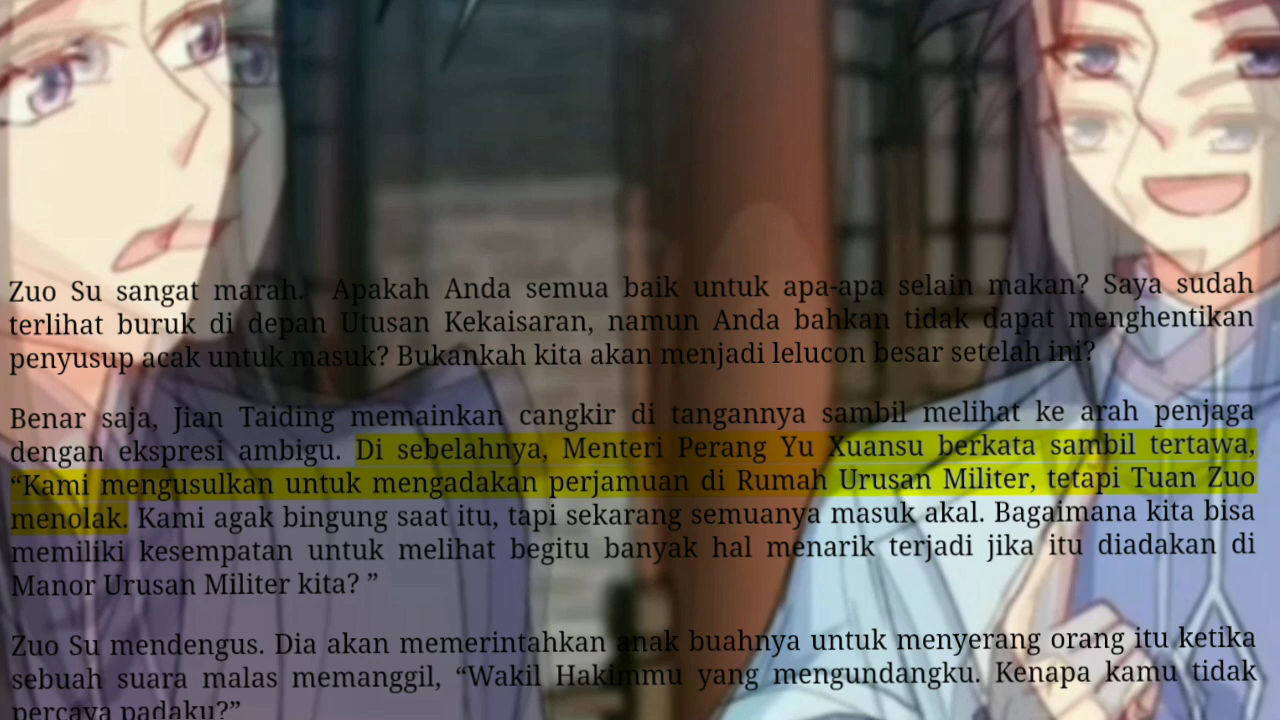 Zuo Su sangat marah. "Apakah Anda semua baik untuk apa-apa selain makan? Saya sudah
terlihat buruk di depan Utusan Kekaisaran, namun Anda bahkan tidak dapat menghentikan
penyusup acak untuk masuk? Bukankah kita akan menjadi lelucon besar setelah ini?
Benar saja, Jian Taiding memainkan cangkir di tangannya sambil melihat ke arah penjaga
dengan ekspresi ambigu. Di sebelahnya, Menteri Perang Yu Xuansu berkata sambil tertawa,
“Kami mengusulkan untuk mengadakan perjamuan di Rumah Urusan Militer, tetapi Tuan Zuo
menolak. Kami agak bingung saat itu, tapi sekarang semuanya masuk akal. Bagaimana kita bisa
memiliki kesempatan untuk melihat begitu banyak hal menarik terjadi jika itu diadakan di
Manor Urusan Militer kita? ”
Zuo Su mendengus. Dia akan memerintahkan anak buahnya untuk menyerang orang itu ketika
sebuah suara malas memanggil, “Wakil Hakimmu yang mengundangku. Kenapa kamu tidak
percaya padaku?”